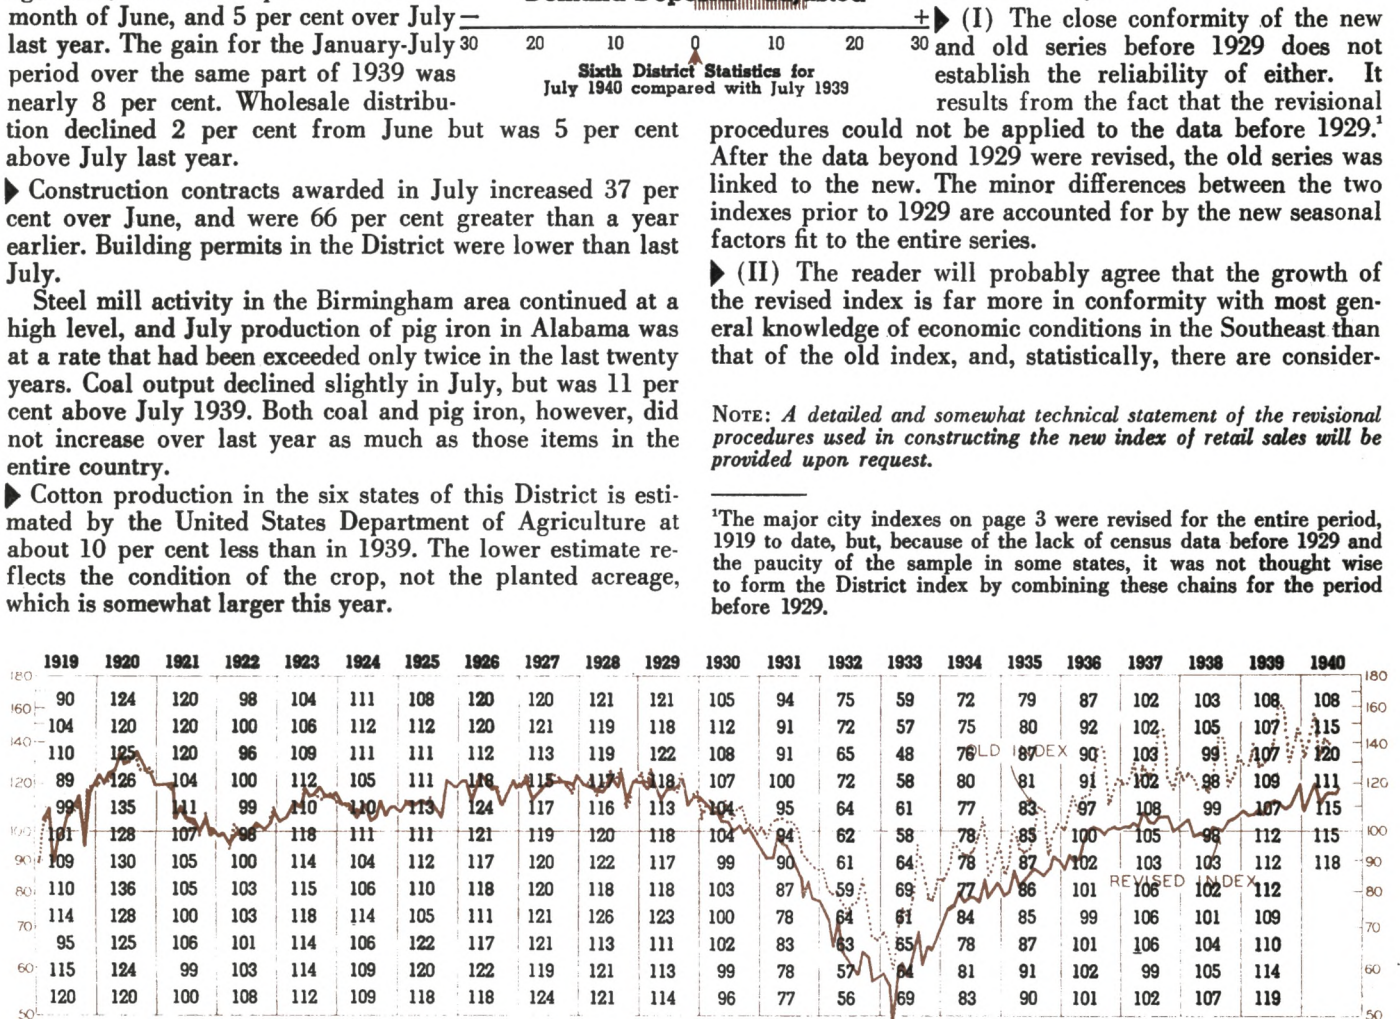 month of June, and 5 per cent over July
last year. The gain for the January-July
period over the same part of 1939 was
nearly 8 per cent. Wholesale distribu-
tion declined 2 per cent from June but was 5 per cent
above July last year.
▶ Construction contracts awarded in July increased 37 per
cent over June, and were 66 per cent greater than a year
earlier. Building permits in the District were lower than last
July.
Steel mill activity in the Birmingham area continued at a
high level, and July production of pig iron in Alabama was
at a rate that had been exceeded only twice in the last twenty
years. Coal output declined slightly in July, but was 11 per
cent above July 1939. Both coal and pig iron, however, did
not increase over last year as much as those items in the
entire country.
▶ Cotton production in the six states of this District is esti-
mated by the United States Department of Agriculture at
about 10 per cent less than in 1939. The lower estimate re-
flects the condition of the crop, not the planted acreage,
which is somewhat larger this year.
− +
30 20 10 0 10 20 30
Sixth District Statistics for
July 1940 compared with July 1939
▶ (I) The close conformity of the new
and old series before 1929 does not
establish the reliability of either. It
results from the fact that the revisional
procedures could not be applied to the data before 1929.¹
After the data beyond 1929 were revised, the old series was
linked to the new. The minor differences between the two
indexes prior to 1929 are accounted for by the new seasonal
factors fit to the entire series.
▶ (II) The reader will probably agree that the growth of
the revised index is far more in conformity with most gen-
eral knowledge of economic conditions in the Southeast than
that of the old index, and, statistically, there are consider-
NOTE: A detailed and somewhat technical statement of the revisional
procedures used in constructing the new index of retail sales will be
provided upon request.
¹The major city indexes on page 3 were revised for the entire period,
1919 to date, but, because of the lack of census data before 1929 and
the paucity of the sample in some states, it was not thought wise
to form the District index by combining these chains for the period
before 1929.
1919 1920 1921 1922 1923 1924 1925 1926 1927 1928 1929 1930 1931 1932 1933 1934 1935 1936 1937 1938 1939 1940
180 180
90 124 120 98 104 111 108 120 120 121 121 105 94 75 59 72 79 87 102 103 108 108
160 160
104 120 120 100 106 112 112 120 121 119 118 112 91 72 57 75 80 92 102 105 107 115
140 110 125 120 96 109 111 111 112 113 119 122 108 91 65 48 76 87 90 103 99 107 120 140
OLD INDEX
120 89 126 104 100 112 105 111 118 115 117 118 107 100 72 58 80 81 91 102 98 109 111 120
99 135 111 99 110 110 113 124 117 116 113 104 95 64 61 77 83 97 108 99 107 115
100 101 128 107 98 118 111 111 121 119 120 118 104 94 62 58 78 85 100 105 98 112 115 100
90 109 130 105 100 114 104 112 117 120 122 117 99 90 61 64 78 87 102 103 103 112 118 90
REVISED INDEX
80 110 136 105 103 115 106 110 118 120 118 118 103 87 59 69 77 86 101 106 102 112 80
114 128 100 103 118 114 105 111 121 126 123 100 78 64 61 84 85 99 106 101 109
70 70
95 125 106 101 114 106 122 117 121 113 111 102 83 63 65 78 87 101 106 104 110
60 115 124 99 103 114 109 120 122 119 121 113 99 78 57 64 81 91 102 99 105 114 60
120 120 100 108 112 109 118 118 124 121 114 96 77 56 69 83 90 101 102 107 119
50 50